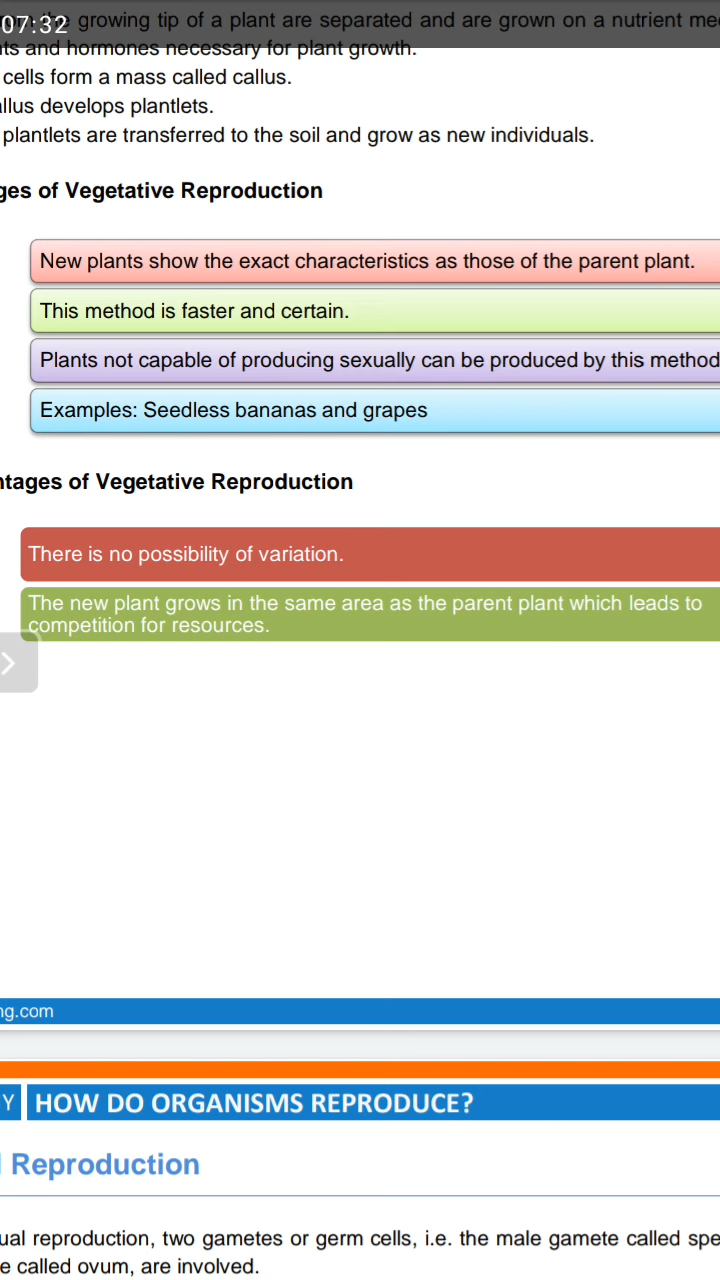 07:32
the growing tip of a plant are separated and are grown on a nutrient me
ts and hormones necessary for plant growth.
cells form a mass called callus.
allus develops plantlets.
plantlets are transferred to the soil and grow as new individuals.
ges of Vegetative Reproduction
New plants show the exact characteristics as those of the parent plant.
This method is faster and certain.
Plants not capable of producing sexually can be produced by this method
Examples: Seedless bananas and grapes
ntages of Vegetative Reproduction
There is no possibility of variation.
The new plant grows in the same area as the parent plant which leads to
competition for resources.
ng.com
Y HOW DO ORGANISMS REPRODUCE?
Reproduction
ual reproduction, two gametes or germ cells, i.e. the male gamete called spe
e called ovum, are involved.